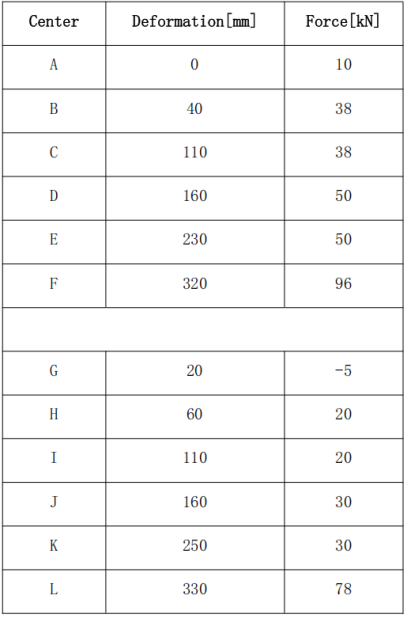 Center Deformation[mm] Force[kN]
A 0 10
B 40 38
C 110 38
D 160 50
E 230 50
F 320 96
G 20 -5
H 60 20
I 110 20
J 160 30
K 250 30
L 330 78